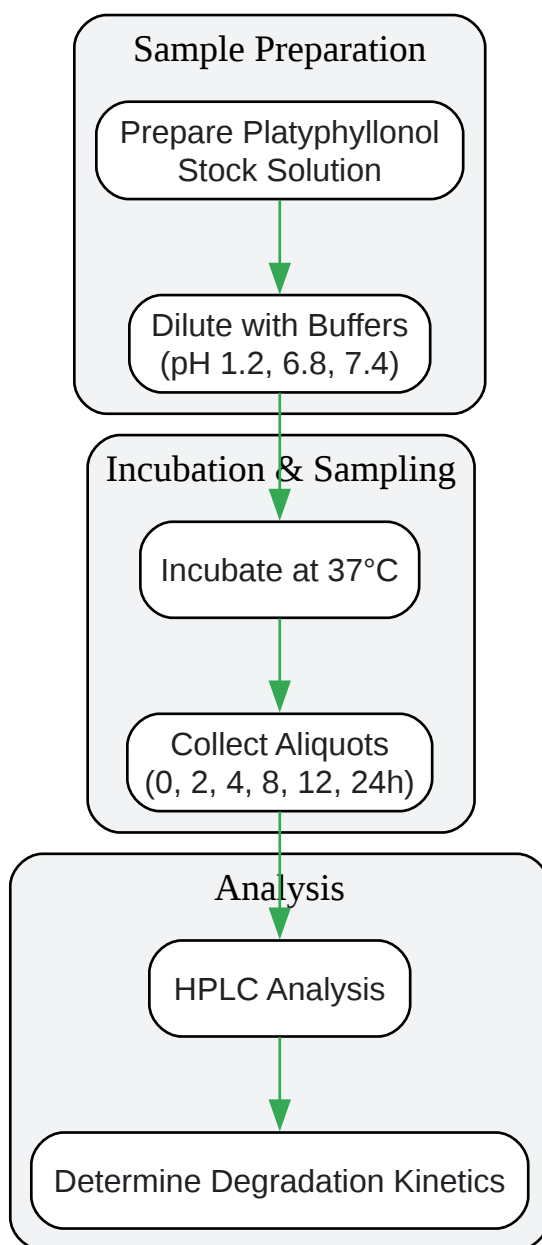 Sample Preparation
Prepare Platyphyllonol
Stock Solution
Dilute with Buffers
(pH 1.2, 6.8, 7.4)
Incubation & Sampling
Incubate at 37°C
Collect Aliquots
(0, 2, 4, 8, 12, 24h)
Analysis
HPLC Analysis
Determine Degradation Kinetics